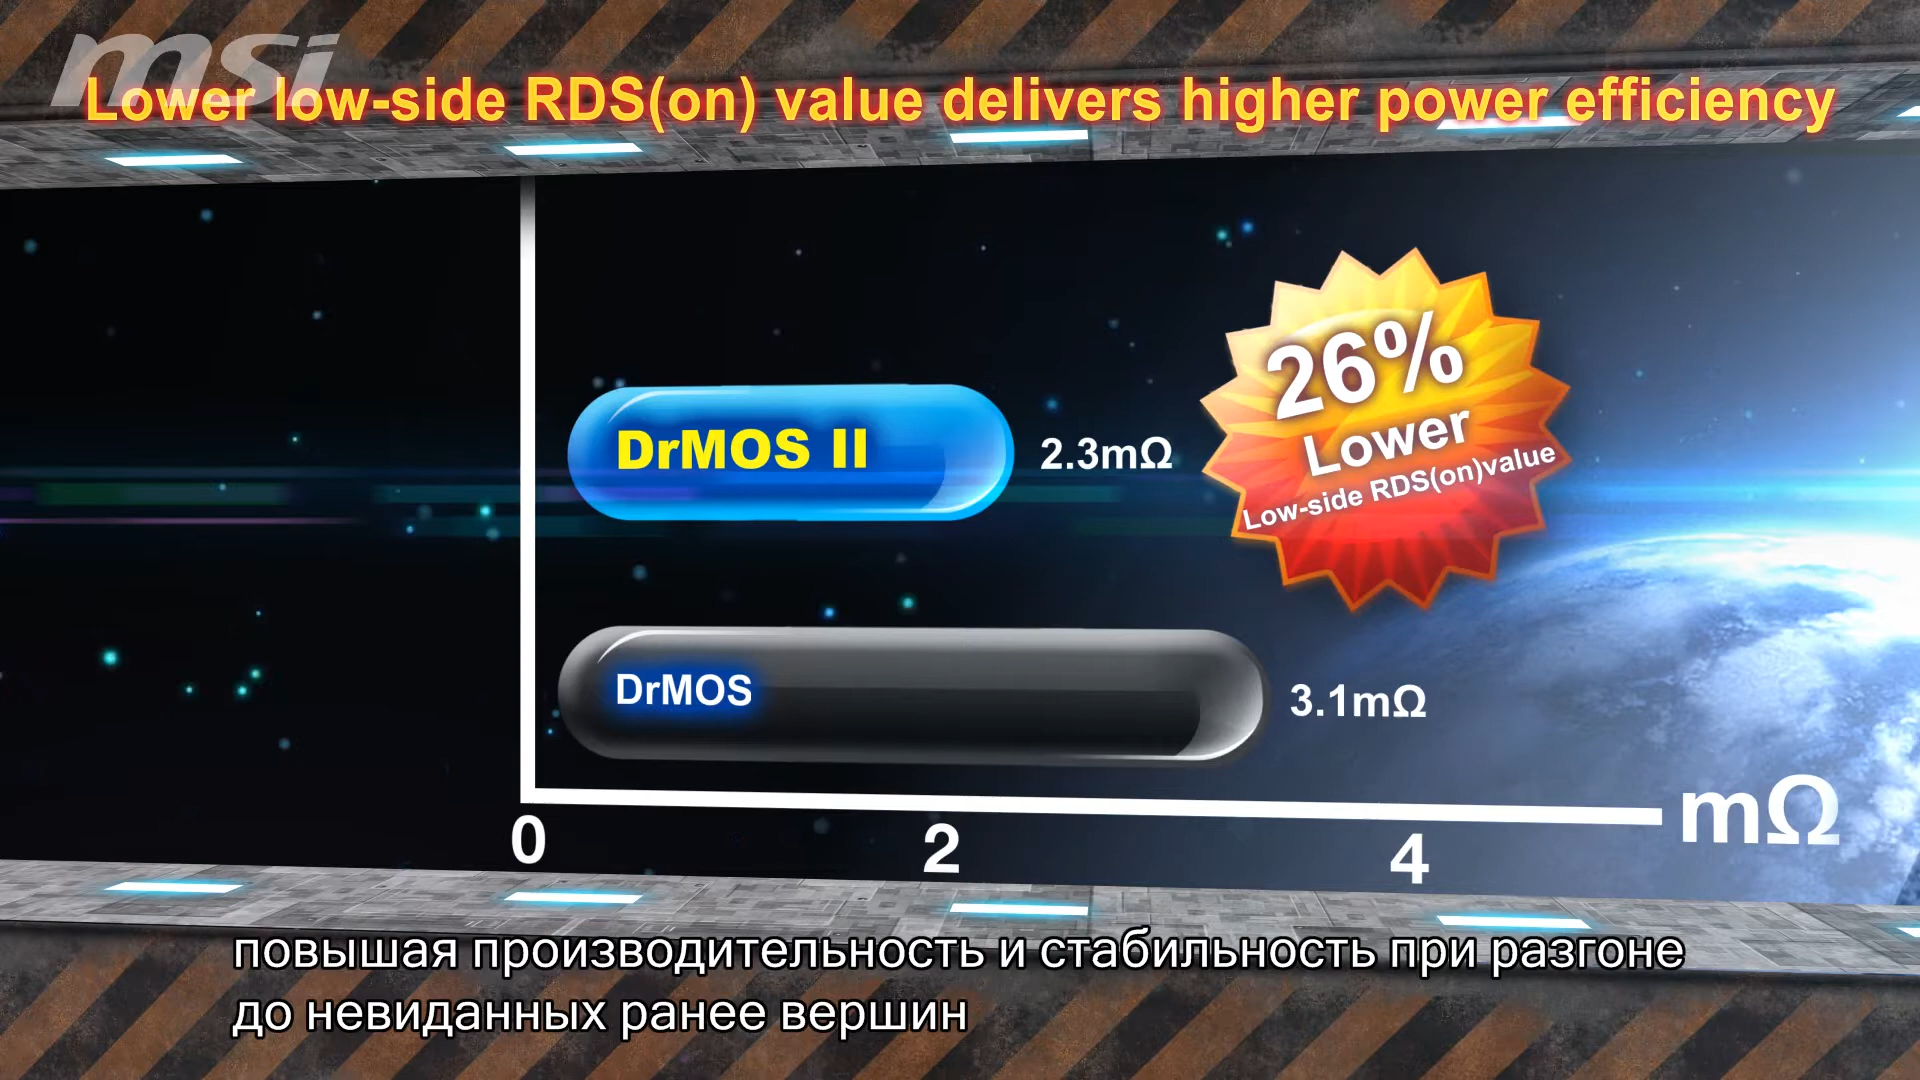 msi
Lower low-side RDS(on) value delivers higher power efficiency
26%
Lower
Low-side RDS(on)value
DrMOS II
2.3mΩ
DrMOS
3.1mΩ
0
2
4
mΩ
повышая производительность и стабильность при разгоне
до невиданных ранее вершин